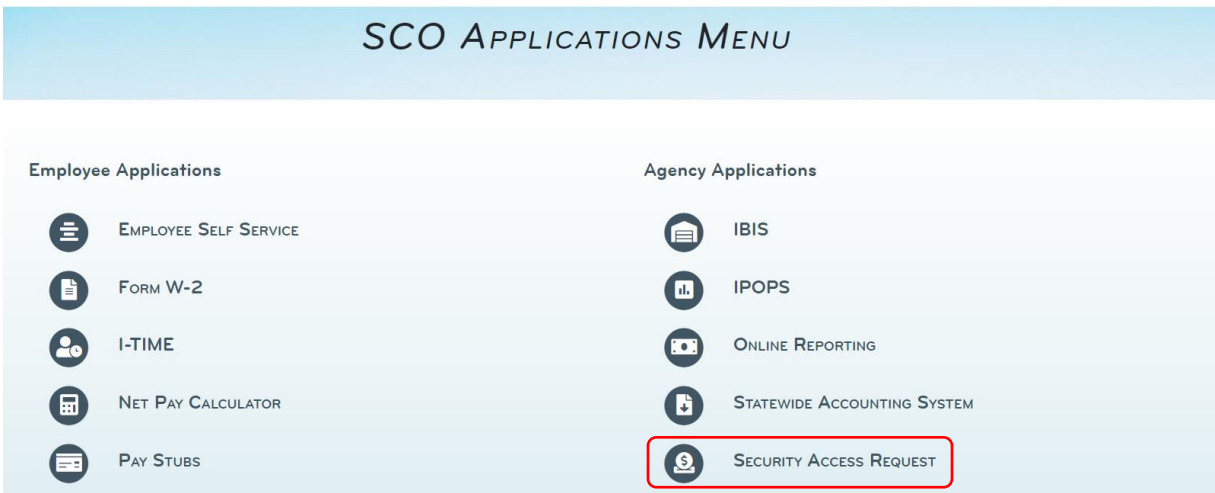 SCO Applications Menu
Employee Applications
Employee Self Service
Form W-2
I-TIME
Net Pay Calculator
Pay Stubs
Agency Applications
IBIS
IPOPS
Online Reporting
Statewide Accounting System
Security Access Request